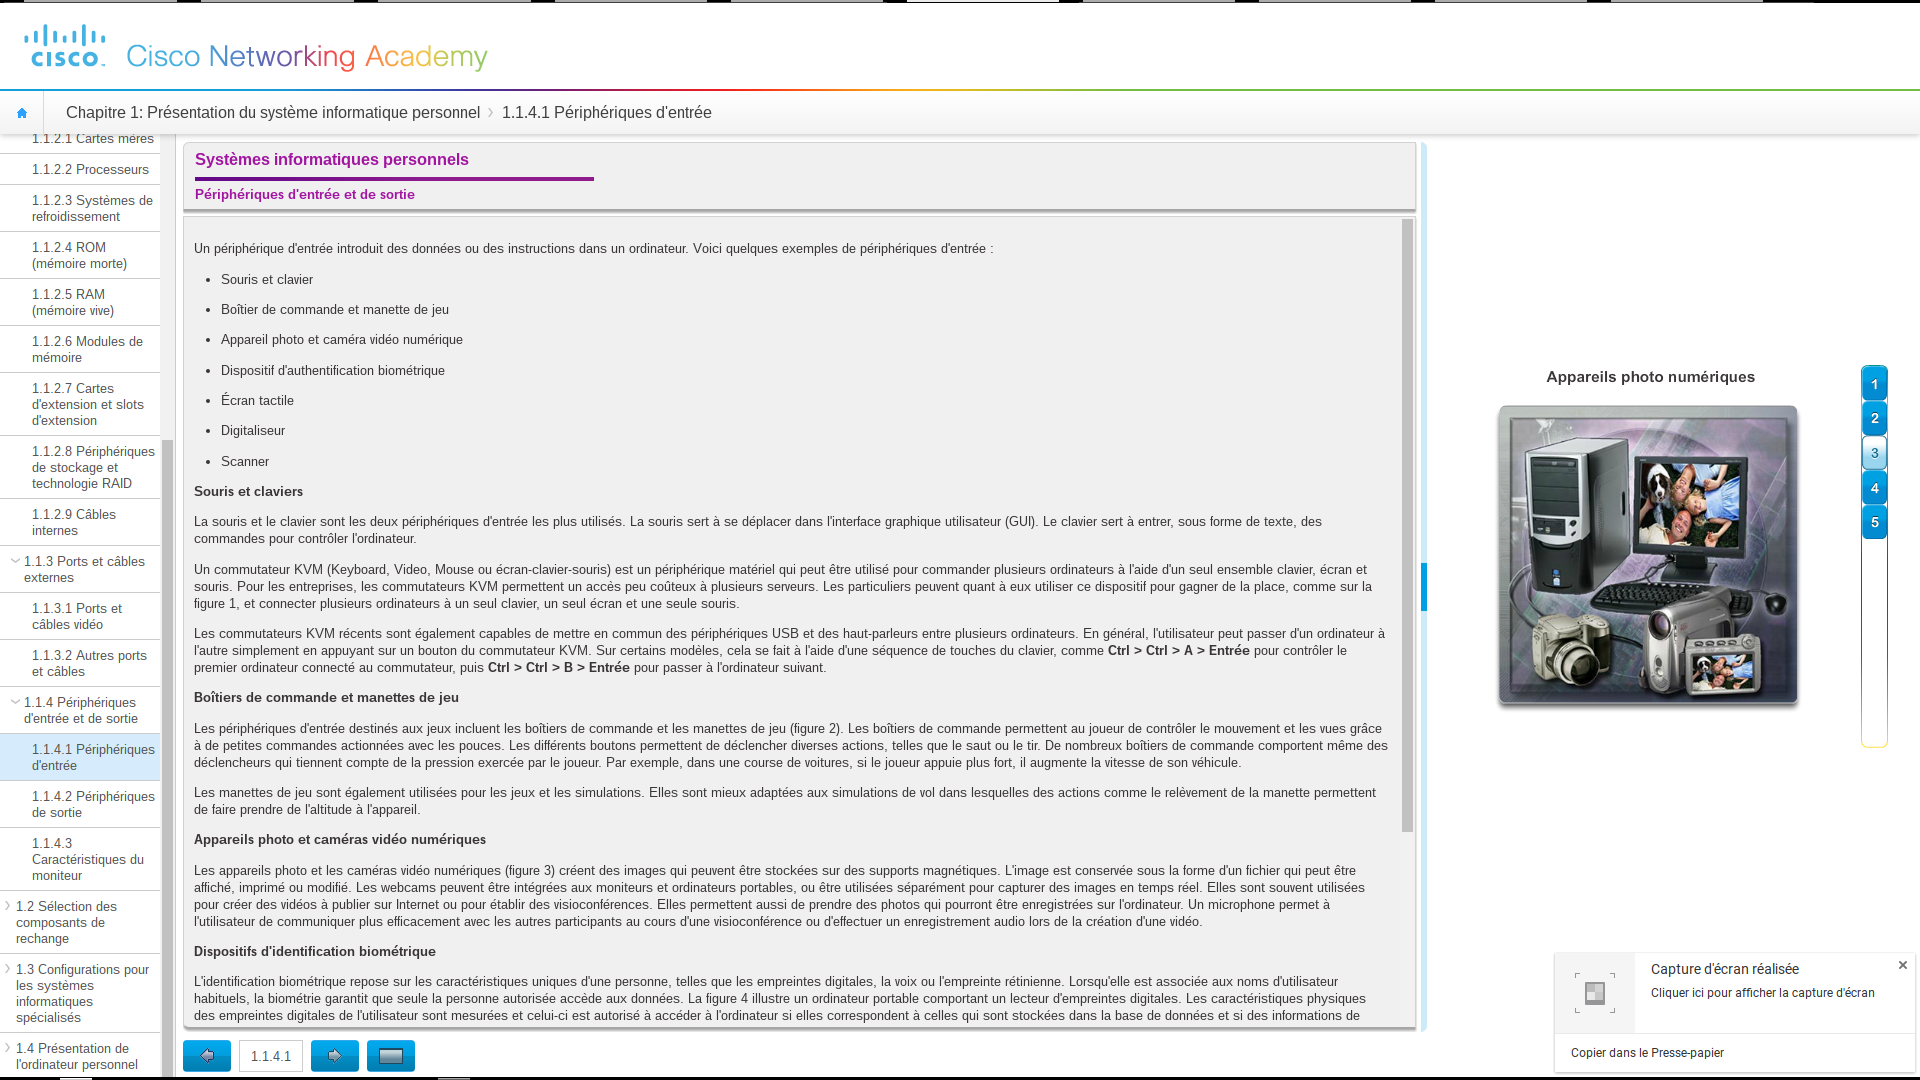 cisco
Cisco Networking Academy
Chapitre 1: Présentation du système informatique personnel
1.1.4.1 Périphériques d'entrée
1.1.2.1 Cartes mères
1.1.2.2 Processeurs
1.1.2.3 Systèmes de
refroidissement
1.1.2.4 ROM
(mémoire morte)
1.1.2.5 RAM
(mémoire vive)
1.1.2.6 Modules de
mémoire
1.1.2.7 Cartes
d'extension et slots
d'extension
1.1.2.8 Périphériques
de stockage et
technologie RAID
1.1.2.9 Câbles
internes
1.1.3 Ports et câbles
externes
1.1.3.1 Ports et
câbles vidéo
1.1.3.2 Autres ports
et câbles
1.1.4 Périphériques
d'entrée et de sortie
1.1.4.1 Périphériques
d'entrée
1.1.4.2 Périphériques
de sortie
1.1.4.3
Caractéristiques du
moniteur
1.2 Sélection des
composants de
rechange
1.3 Configurations pour
les systèmes
informatiques
spécialisés
1.4 Présentation de
l'ordinateur personnel
Systèmes informatiques personnels
Périphériques d'entrée et de sortie
Un périphérique d'entrée introduit des données ou des instructions dans un ordinateur. Voici quelques exemples de périphériques d'entrée :
• Souris et clavier
• Boîtier de commande et manette de jeu
• Appareil photo et caméra vidéo numérique
• Dispositif d'authentification biométrique
• Écran tactile
• Digitaliseur
• Scanner
Souris et claviers
La souris et le clavier sont les deux périphériques d'entrée les plus utilisés. La souris sert à se déplacer dans l'interface graphique utilisateur (GUI). Le clavier sert à entrer, sous forme de texte, des
commandes pour contrôler l'ordinateur.
Un commutateur KVM (Keyboard, Video, Mouse ou écran-clavier-souris) est un périphérique matériel qui peut être utilisé pour commander plusieurs ordinateurs à l'aide d'un seul ensemble clavier, écran et
souris. Pour les entreprises, les commutateurs KVM permettent un accès peu coûteux à plusieurs serveurs. Les particuliers peuvent quant à eux utiliser ce dispositif pour gagner de la place, comme sur la
figure 1, et connecter plusieurs ordinateurs à un seul clavier, un seul écran et une seule souris.
Les commutateurs KVM récents sont également capables de mettre en commun des périphériques USB et des haut-parleurs entre plusieurs ordinateurs. En général, l'utilisateur peut passer d'un ordinateur à
l'autre simplement en appuyant sur un bouton du commutateur KVM. Sur certains modèles, cela se fait à l'aide d'une séquence de touches du clavier, comme Ctrl > Ctrl > A > Entrée pour contrôler le
premier ordinateur connecté au commutateur, puis Ctrl > Ctrl > B > Entrée pour passer à l'ordinateur suivant.
Boîtiers de commande et manettes de jeu
Les périphériques d'entrée destinés aux jeux incluent les boîtiers de commande et les manettes de jeu (figure 2). Les boîtiers de commande permettent au joueur de contrôler le mouvement et les vues grâce
à de petites commandes actionnées avec les pouces. Les différents boutons permettent de déclencher diverses actions, telles que le saut ou le tir. De nombreux boîtiers de commande comportent même des
déclencheurs qui tiennent compte de la pression exercée par le joueur. Par exemple, dans une course de voitures, si le joueur appuie plus fort, il augmente la vitesse de son véhicule.
Les manettes de jeu sont également utilisées pour les jeux et les simulations. Elles sont mieux adaptées aux simulations de vol dans lesquelles des actions comme le relèvement de la manette permettent
de faire prendre de l'altitude à l'appareil.
Appareils photo et caméras vidéo numériques
Les appareils photo et les caméras vidéo numériques (figure 3) créent des images qui peuvent être stockées sur des supports magnétiques. L'image est conservée sous la forme d'un fichier qui peut être
affiché, imprimé ou modifié. Les webcams peuvent être intégrées aux moniteurs et ordinateurs portables, ou être utilisées séparément pour capturer des images en temps réel. Elles sont souvent utilisées
pour créer des vidéos à publier sur Internet ou pour établir des visioconférences. Elles permettent aussi de prendre des photos qui pourront être enregistrées sur l'ordinateur. Un microphone permet à
l'utilisateur de communiquer plus efficacement avec les autres participants au cours d'une visioconférence ou d'effectuer un enregistrement audio lors de la création d'une vidéo.
Dispositifs d'identification biométrique
L'identification biométrique repose sur les caractéristiques uniques d'une personne, telles que les empreintes digitales, la voix ou l'empreinte rétinienne. Lorsqu'elle est associée aux noms d'utilisateur
habituels, la biométrie garantit que seule la personne autorisée accède aux données. La figure 4 illustre un ordinateur portable comportant un lecteur d'empreintes digitales. Les caractéristiques physiques
des empreintes digitales de l'utilisateur sont mesurées et celui-ci est autorisé à accéder à l'ordinateur si elles correspondent à celles qui sont stockées dans la base de données et si des informations de
1.1.4.1
Appareils photo numériques
1
2
3
4
5
Capture d'écran réalisée
Cliquer ici pour afficher la capture d'écran
Copier dans le Presse-papier